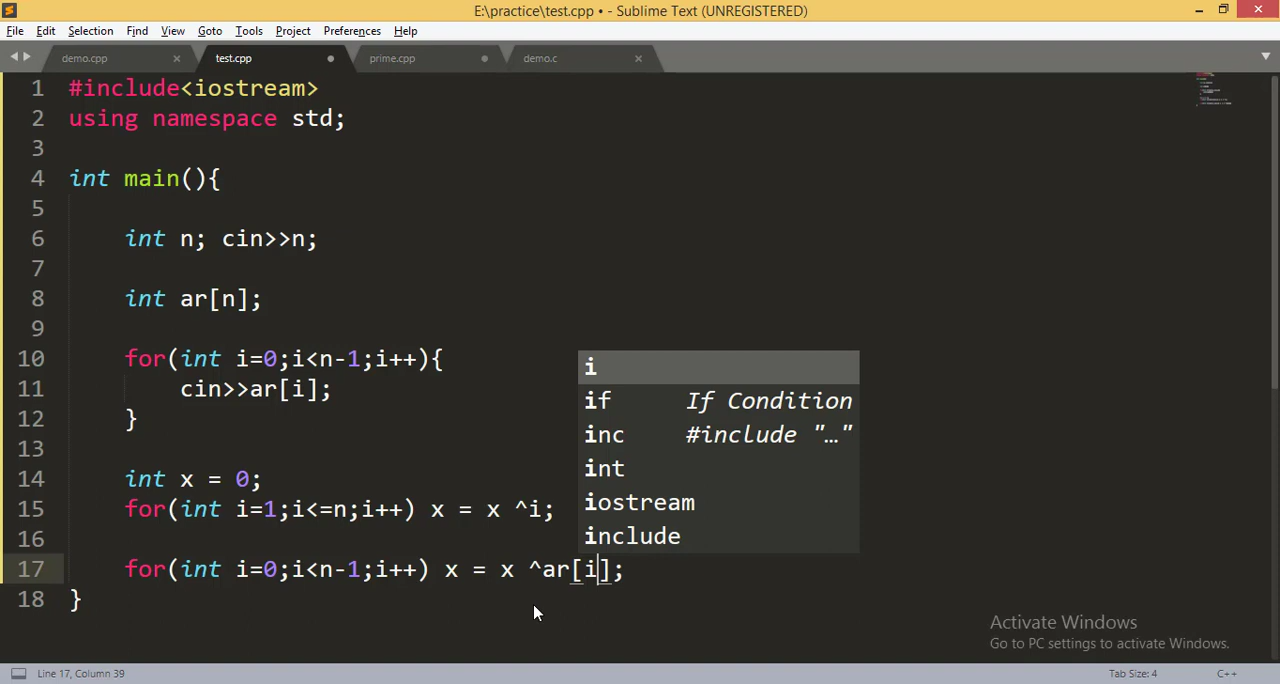 E:\practice\test.cpp • - Sublime Text (UNREGISTERED)
File Edit Selection Find View Goto Tools Project Preferences Help
demo.cpp × test.cpp prime.cpp demo.c ×
1 #include<iostream>
2 using namespace std;
3
4 int main(){
5
6 int n; cin>>n;
7
8 int ar[n];
9
10 for(int i=0;i<n-1;i++){
11 cin>>ar[i];
12 }
13
14 int x = 0;
15 for(int i=1;i<=n;i++) x = x ^i;
16
17 for(int i=0;i<n-1;i++) x = x ^ar[i];
18 }
i
if If Condition
inc #include "…"
int
iostream
include
Activate Windows
Go to PC settings to activate Windows.
Line 17, Column 39 Tab Size: 4 C++